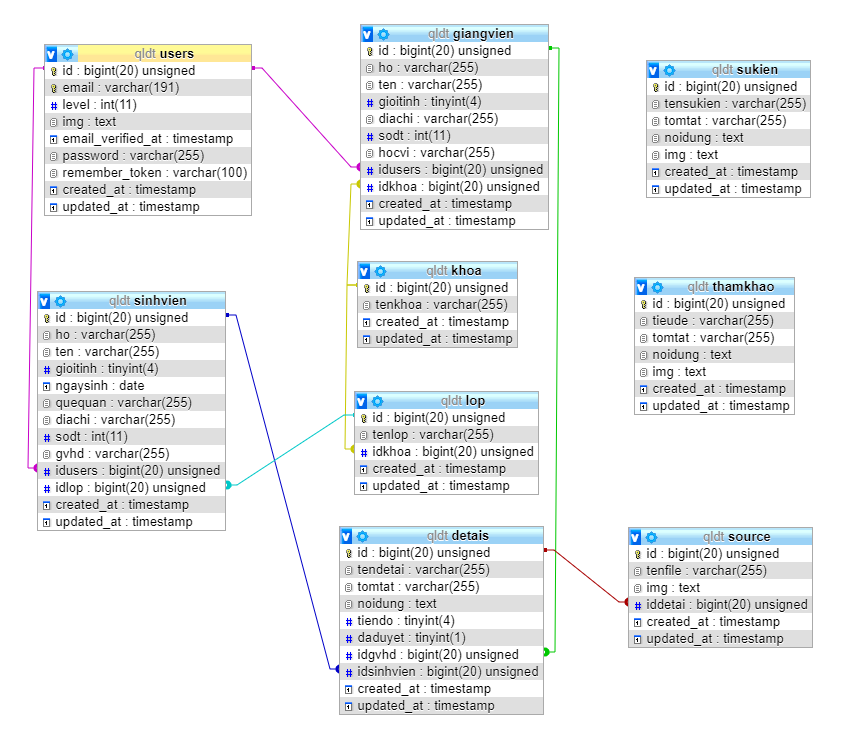 qldt users
id : bigint(20) unsigned
email : varchar(191)
level : int(11)
img : text
email_verified_at : timestamp
password : varchar(255)
remember_token : varchar(100)
created_at : timestamp
updated_at : timestamp
qldt giangvien
id : bigint(20) unsigned
ho : varchar(255)
ten : varchar(255)
gioitinh : tinyint(4)
diachi : varchar(255)
sodt : int(11)
hocvi : varchar(255)
idusers : bigint(20) unsigned
idkhoa : bigint(20) unsigned
created_at : timestamp
updated_at : timestamp
qldt sukien
id : bigint(20) unsigned
tensukien : varchar(255)
tomtat : varchar(255)
noidung : text
img : text
created_at : timestamp
updated_at : timestamp
qldt sinhvien
id : bigint(20) unsigned
ho : varchar(255)
ten : varchar(255)
gioitinh : tinyint(4)
ngaysinh : date
quequan : varchar(255)
diachi : varchar(255)
sodt : int(11)
gvhd : varchar(255)
idusers : bigint(20) unsigned
idlop : bigint(20) unsigned
created_at : timestamp
updated_at : timestamp
qldt khoa
id : bigint(20) unsigned
tenkhoa : varchar(255)
created_at : timestamp
updated_at : timestamp
qldt thamkhao
id : bigint(20) unsigned
tieude : varchar(255)
tomtat : varchar(255)
noidung : text
img : text
created_at : timestamp
updated_at : timestamp
qldt lop
id : bigint(20) unsigned
tenlop : varchar(255)
idkhoa : bigint(20) unsigned
created_at : timestamp
updated_at : timestamp
qldt detais
id : bigint(20) unsigned
tendetai : varchar(255)
tomtat : varchar(255)
noidung : text
tiendo : tinyint(4)
daduyet : tinyint(1)
idgvhd : bigint(20) unsigned
idsinhvien : bigint(20) unsigned
created_at : timestamp
updated_at : timestamp
qldt source
id : bigint(20) unsigned
tenfile : varchar(255)
img : text
iddetai : bigint(20) unsigned
created_at : timestamp
updated_at : timestamp